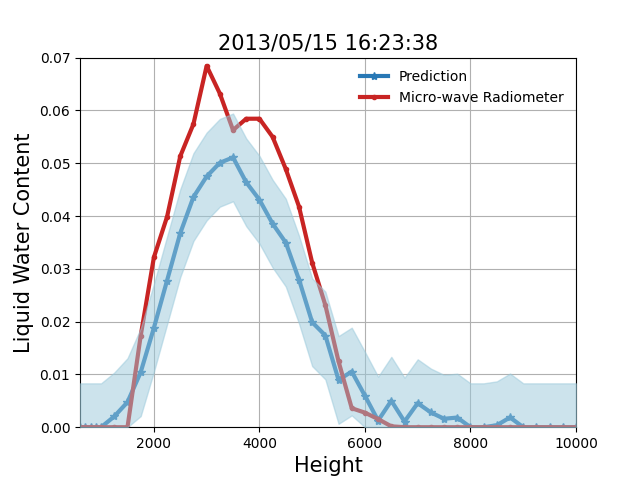 2013/05/15 16:23:38
Prediction
Micro-wave Radiometer
Liquid Water Content
0.07
0.06
0.05
0.04
0.03
0.02
0.01
0.00
2000 4000 6000 8000 10000
Height